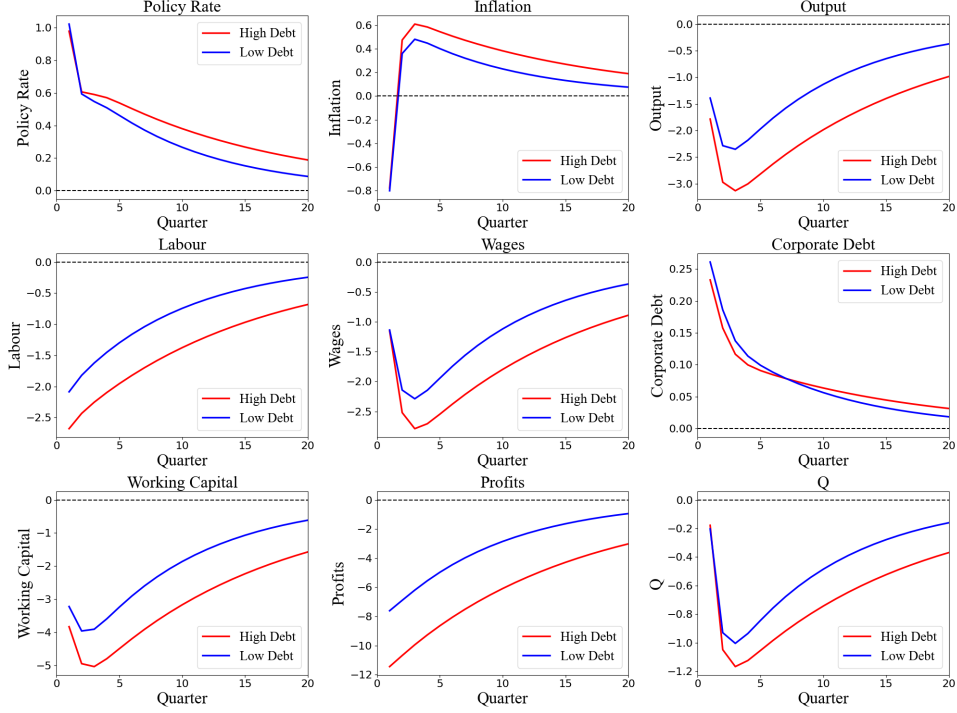 Policy Rate
Policy Rate
1.0
0.8
0.6
0.4
0.2
0.0
0 5 10 15 20
Quarter
High Debt
Low Debt
Inflation
Inflation
0.6
0.4
0.2
0.0
−0.2
−0.4
−0.6
−0.8
0 5 10 15 20
Quarter
High Debt
Low Debt
Output
Output
0.0
−0.5
−1.0
−1.5
−2.0
−2.5
−3.0
0 5 10 15 20
Quarter
High Debt
Low Debt
Labour
Labour
0.0
−0.5
−1.0
−1.5
−2.0
−2.5
0 5 10 15 20
Quarter
High Debt
Low Debt
Wages
Wages
0.0
−0.5
−1.0
−1.5
−2.0
−2.5
0 5 10 15 20
Quarter
High Debt
Low Debt
Corporate Debt
Corporate Debt
0.25
0.20
0.15
0.10
0.05
0.00
0 5 10 15 20
Quarter
High Debt
Low Debt
Working Capital
Working Capital
0
−1
−2
−3
−4
−5
0 5 10 15 20
Quarter
High Debt
Low Debt
Profits
Profits
0
−2
−4
−6
−8
−10
−12
0 5 10 15 20
Quarter
High Debt
Low Debt
Q
Q
0.0
−0.2
−0.4
−0.6
−0.8
−1.0
−1.2
0 5 10 15 20
Quarter
High Debt
Low Debt